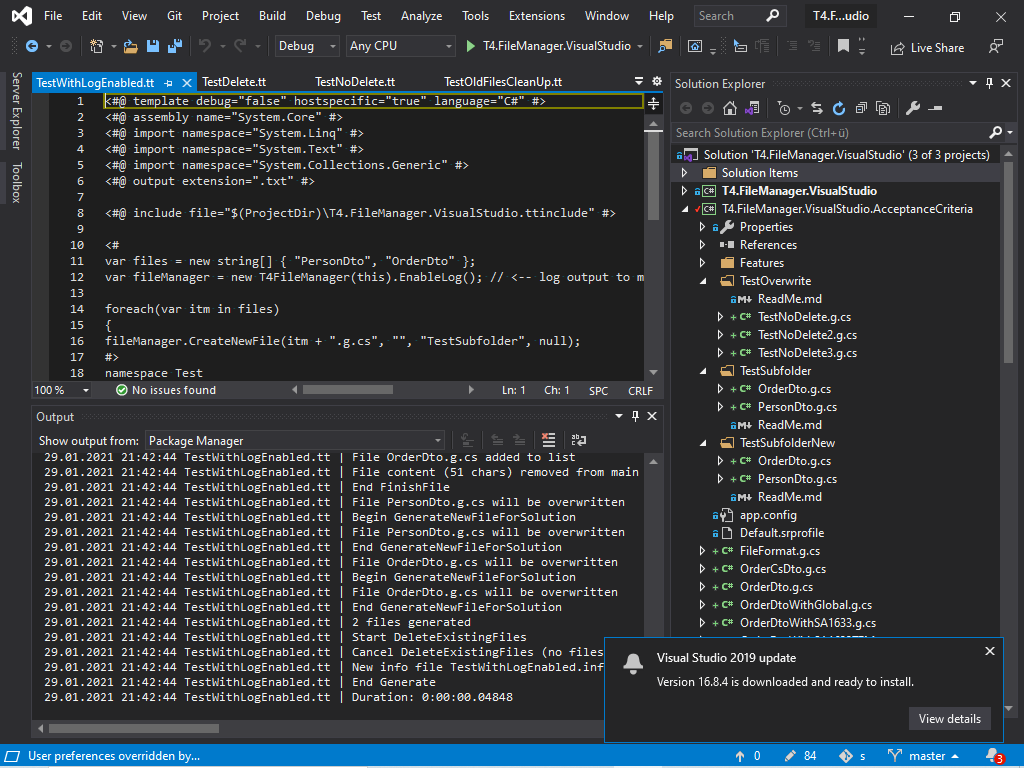 File Edit View Git Project Build Debug Test Analyze Tools Extensions Window Help Search T4.F...udio
Debug Any CPU T4.FileManager.VisualStudio Live Share
Server Explorer
Toolbox
TestWithLogEnabled.tt TestDelete.tt TestNoDelete.tt TestOldFilesCleanUp.tt
1 <#@ template debug="false" hostspecific="true" language="C#" #>
2 <#@ assembly name="System.Core" #>
3 <#@ import namespace="System.Linq" #>
4 <#@ import namespace="System.Text" #>
5 <#@ import namespace="System.Collections.Generic" #>
6 <#@ output extension=".txt" #>
7
8 <#@ include file="$(ProjectDir)\T4.FileManager.VisualStudio.ttinclude" #>
9
10 <#
11 var files = new string[] { "PersonDto", "OrderDto" };
12 var fileManager = new T4FileManager(this).EnableLog(); // <-- log output to m
13
14 foreach(var itm in files)
15 {
16 fileManager.CreateNewFile(itm + ".g.cs", "", "TestSubfolder", null);
17 #>
18 namespace Test
100 % No issues found Ln: 1 Ch: 1 SPC CRLF
Output
Show output from: Package Manager
29.01.2021 21:42:44 TestWithLogEnabled.tt | File OrderDto.g.cs added to list
29.01.2021 21:42:44 TestWithLogEnabled.tt | File content (51 chars) removed from main
29.01.2021 21:42:44 TestWithLogEnabled.tt | End FinishFile
29.01.2021 21:42:44 TestWithLogEnabled.tt | File PersonDto.g.cs will be overwritten
29.01.2021 21:42:44 TestWithLogEnabled.tt | Begin GenerateNewFileForSolution
29.01.2021 21:42:44 TestWithLogEnabled.tt | File PersonDto.g.cs will be overwritten
29.01.2021 21:42:44 TestWithLogEnabled.tt | End GenerateNewFileForSolution
29.01.2021 21:42:44 TestWithLogEnabled.tt | File OrderDto.g.cs will be overwritten
29.01.2021 21:42:44 TestWithLogEnabled.tt | Begin GenerateNewFileForSolution
29.01.2021 21:42:44 TestWithLogEnabled.tt | File OrderDto.g.cs will be overwritten
29.01.2021 21:42:44 TestWithLogEnabled.tt | End GenerateNewFileForSolution
29.01.2021 21:42:44 TestWithLogEnabled.tt | 2 files generated
29.01.2021 21:42:44 TestWithLogEnabled.tt | Start DeleteExistingFiles
29.01.2021 21:42:44 TestWithLogEnabled.tt | Cancel DeleteExistingFiles (no files
29.01.2021 21:42:44 TestWithLogEnabled.tt | New info file TestWithLogEnabled.inf
29.01.2021 21:42:44 TestWithLogEnabled.tt | End Generate
29.01.2021 21:42:44 TestWithLogEnabled.tt | Duration: 0:00:00.04848
Solution Explorer
Search Solution Explorer (Ctrl+ü)
Solution 'T4.FileManager.VisualStudio' (3 of 3 projects)
Solution Items
T4.FileManager.VisualStudio
T4.FileManager.VisualStudio.AcceptanceCriteria
Properties
References
Features
TestOverwrite
ReadMe.md
TestNoDelete.g.cs
TestNoDelete2.g.cs
TestNoDelete3.g.cs
TestSubfolder
OrderDto.g.cs
PersonDto.g.cs
ReadMe.md
TestSubfolderNew
OrderDto.g.cs
PersonDto.g.cs
ReadMe.md
app.config
Default.srprofile
FileFormat.g.cs
OrderCsDto.g.cs
OrderDto.g.cs
OrderDtoWithGlobal.g.cs
OrderDtoWithSA1633.g.cs
Visual Studio 2019 update
Version 16.8.4 is downloaded and ready to install.
View details
User preferences overridden by... 0 84 s master 3